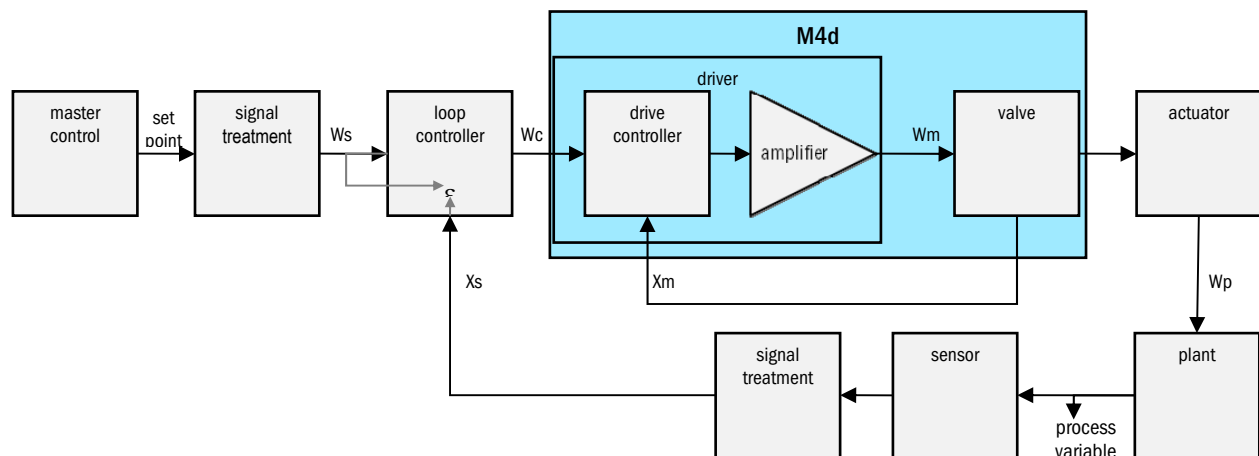 M4d
driver
master
control
set
point
signal
treatment
Ws
loop
controller
Wc
drive
controller
amplifier
Wm
valve
actuator
Xs
Xm
Wp
signal
treatment
sensor
plant
process
variable